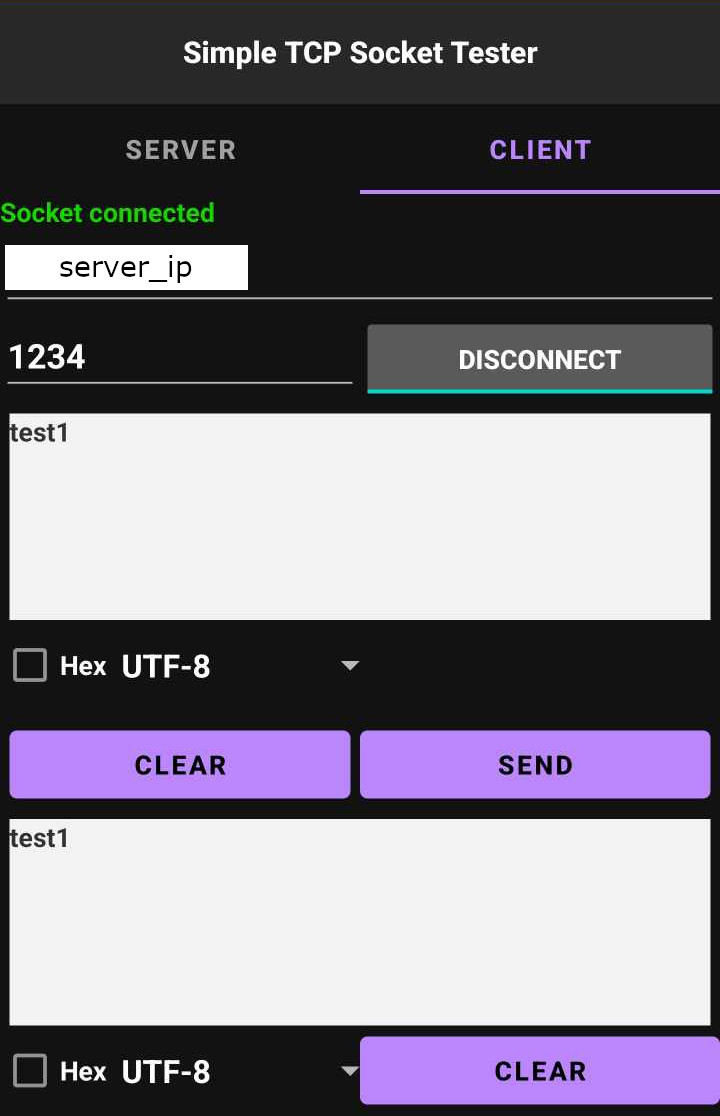 Simple TCP Socket Tester
SERVER CLIENT
Socket connected
server_ip
1234 DISCONNECT
test1
Hex UTF-8
CLEAR SEND
test1
Hex UTF-8 CLEAR